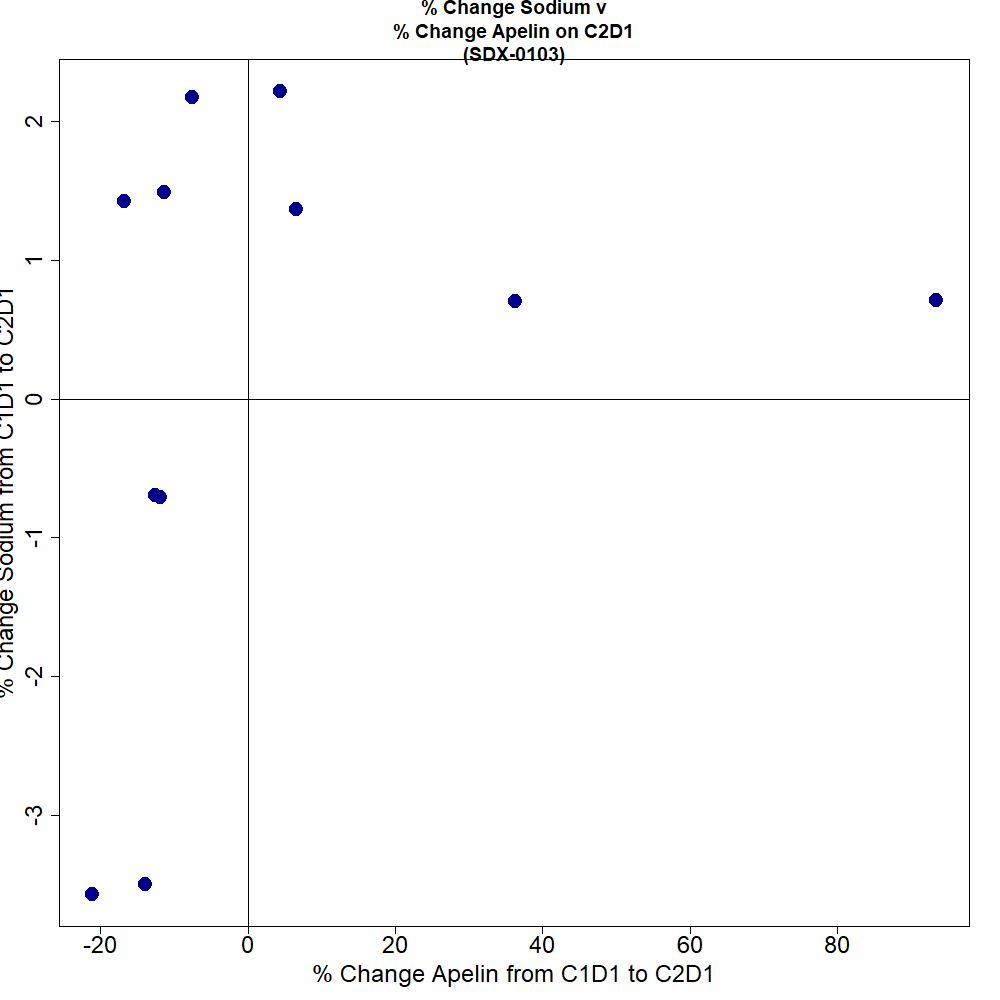 % Change Sodium v
% Change Apelin on C2D1
(SDX-0103)
% Change Sodium from C1D1 to C2D1
2
1
0
-1
-2
-3
-20
0
20
40
60
80
% Change Apelin from C1D1 to C2D1